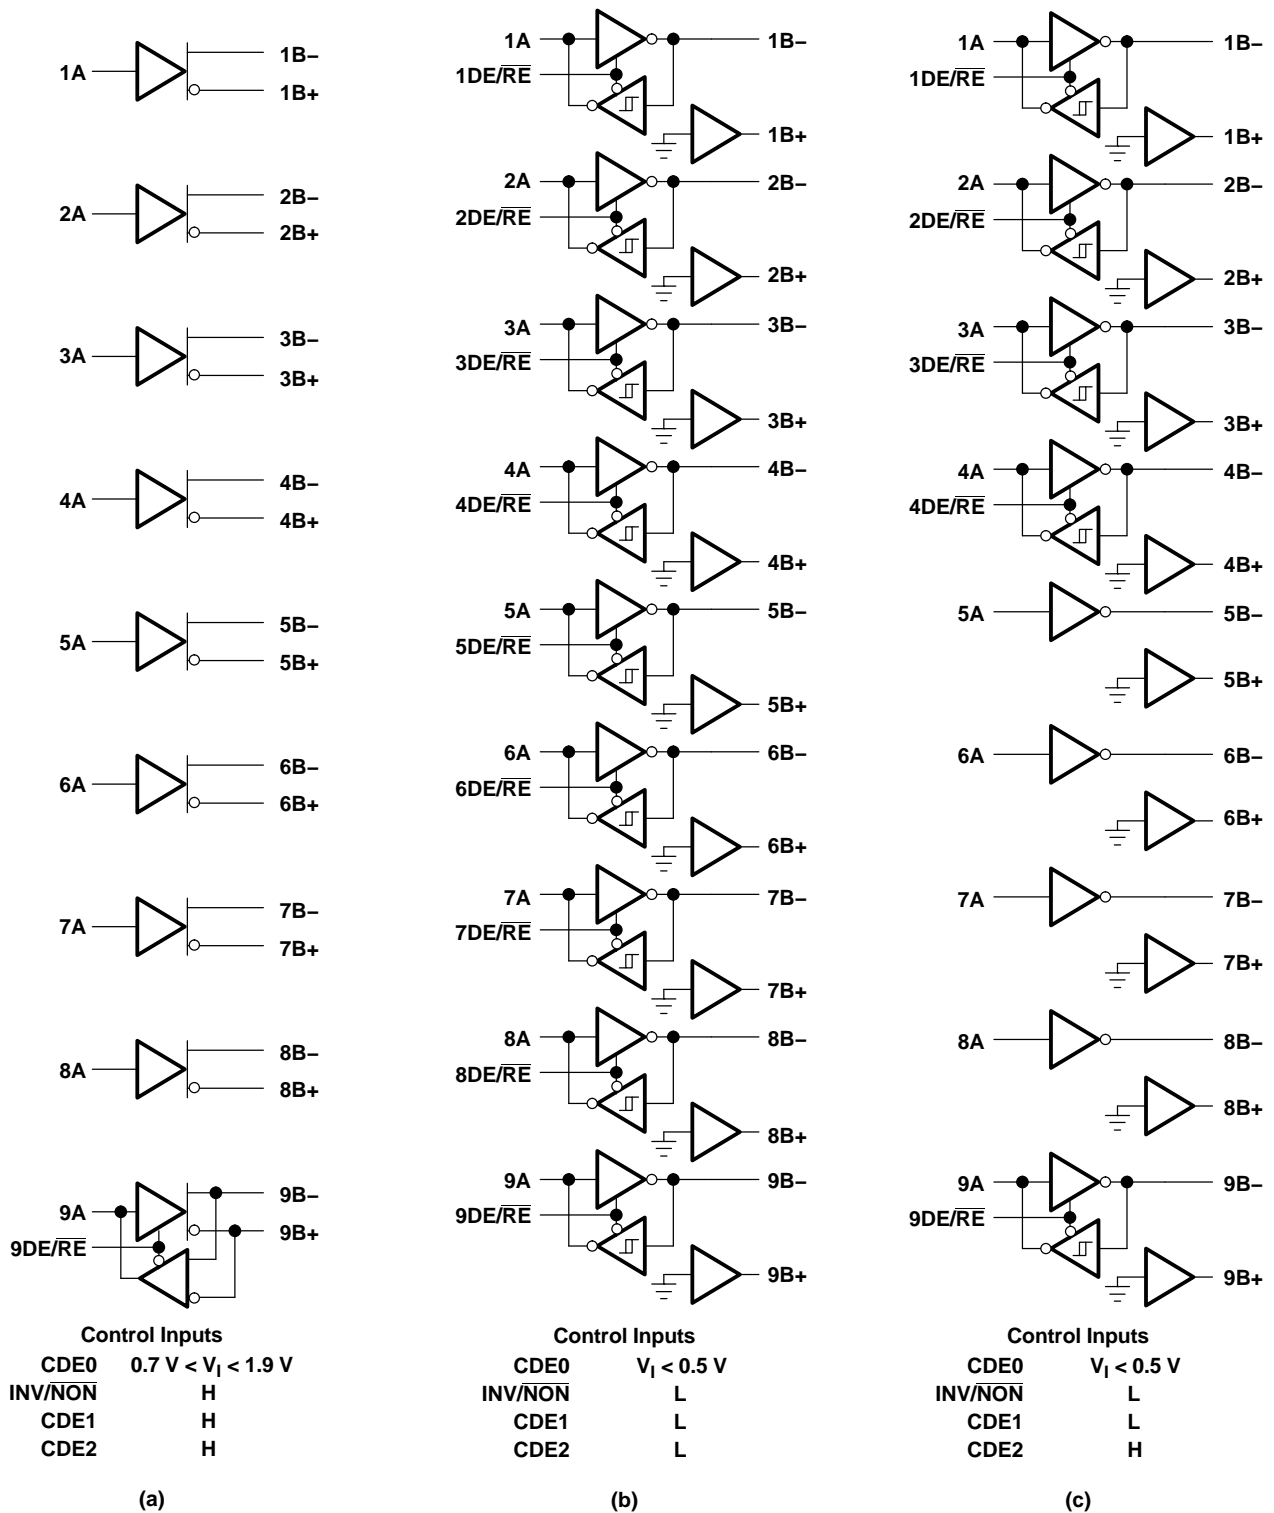 1A
1B–
1B+
2A
2B–
2B+
3A
3B–
3B+
4A
4B–
4B+
5A
5B–
5B+
6A
6B–
6B+
7A
7B–
7B+
8A
8B–
8B+
9A
9B–
9B+
9DE/RE
Control Inputs
CDE0 0.7 V < VI < 1.9 V
INV/NON H
CDE1 H
CDE2 H
(a)
1A
1B–
1DE/RE
1B+
2A
2B–
2DE/RE
2B+
3A
3B–
3DE/RE
3B+
4A
4B–
4DE/RE
4B+
5A
5B–
5DE/RE
5B+
6A
6B–
6DE/RE
6B+
7A
7B–
7DE/RE
7B+
8A
8B–
8DE/RE
8B+
9A
9B–
9DE/RE
9B+
Control Inputs
CDE0 VI < 0.5 V
INV/NON L
CDE1 L
CDE2 L
(b)
1A
1B–
1DE/RE
1B+
2A
2B–
2DE/RE
2B+
3A
3B–
3DE/RE
3B+
4A
4B–
4DE/RE
4B+
5A
5B–
5B+
6A
6B–
6B+
7A
7B–
7B+
8A
8B–
8B+
9A
9B–
9DE/RE
9B+
Control Inputs
CDE0 VI < 0.5 V
INV/NON L
CDE1 L
CDE2 H
(c)